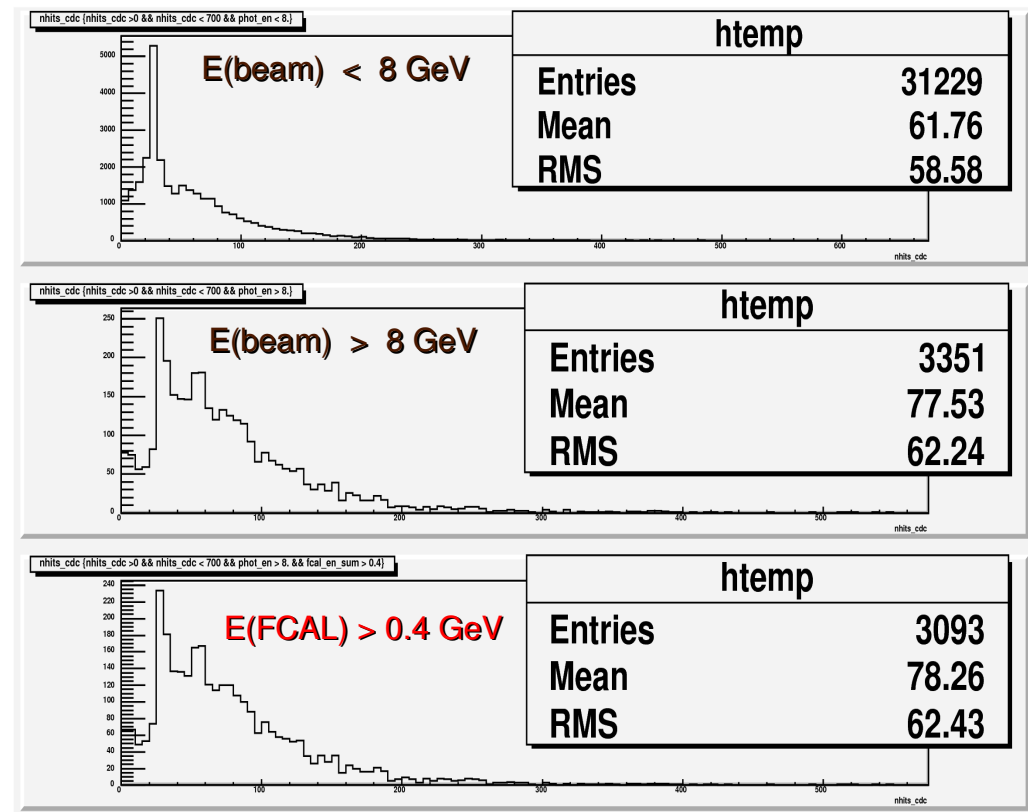 nhits_cdc {nhits_cdc >0 && nhits_cdc < 700 && phot_en < 8.}
E(beam) < 8 GeV
htemp
Entries 31229
Mean 61.76
RMS 58.58
5000
4000
3000
2000
1000
0
0 100 200 300 400 500 600
nhits_cdc
nhits_cdc {nhits_cdc >0 && nhits_cdc < 700 && phot_en > 8.}
E(beam) > 8 GeV
htemp
Entries 3351
Mean 77.53
RMS 62.24
250
200
150
100
50
0
0 100 200 300 400 500
nhits_cdc
nhits_cdc {nhits_cdc >0 && nhits_cdc < 700 && phot_en > 8. && fcal_en_sum > 0.4}
E(FCAL) > 0.4 GeV
htemp
Entries 3093
Mean 78.26
RMS 62.43
240
220
200
180
160
140
120
100
80
60
40
20
0
0 100 200 300 400 500
nhits_cdc